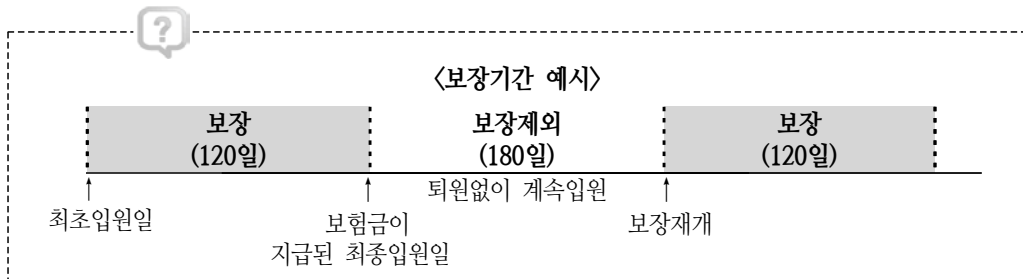 ?
<보장기간 예시>
보장
(120일)
보장제외
(180일)
보장
(120일)
퇴원없이 계속입원
최초입원일
보험금이
지급된 최종입원일
보장재개